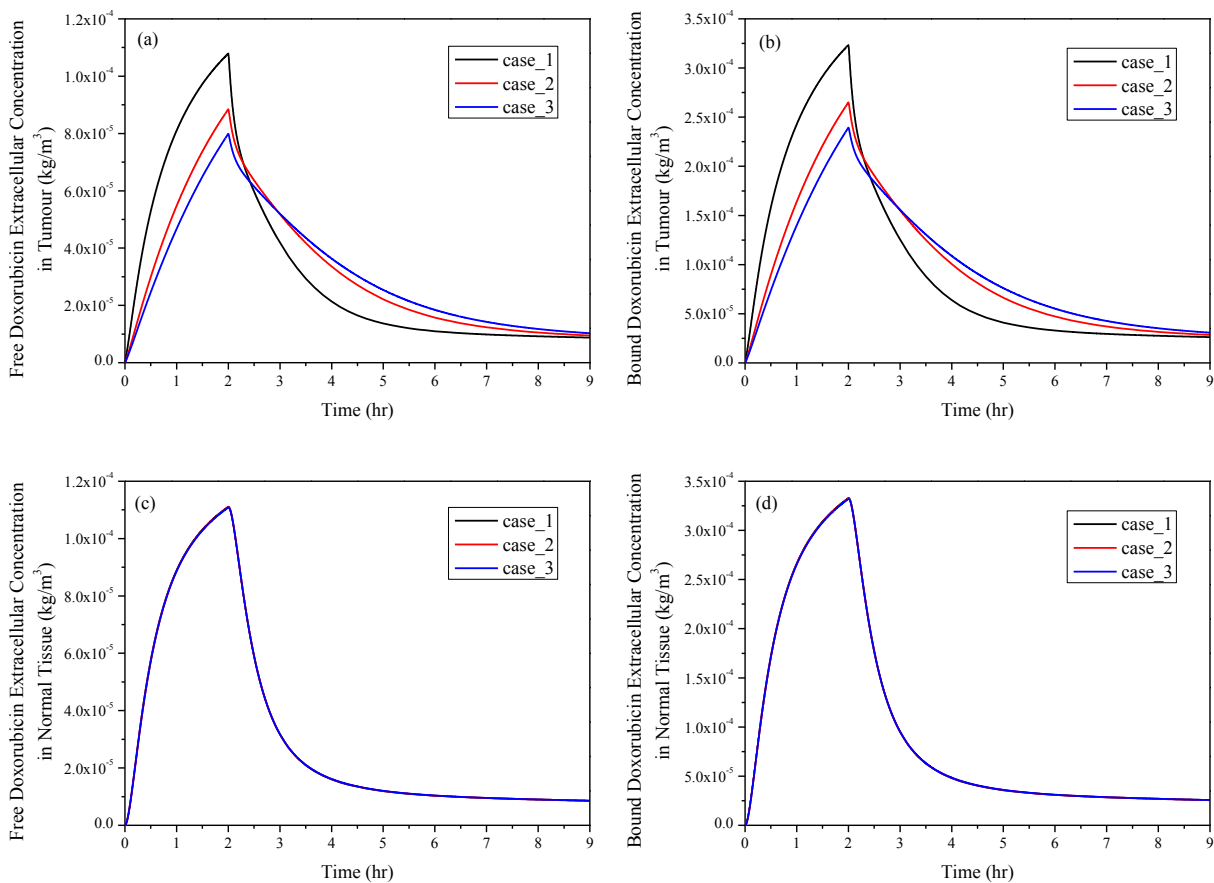 Free Doxorubicin Extracellular Concentration
in Tumour (kg/m³)
1.2x10⁻⁴
1.0x10⁻⁴
8.0x10⁻⁵
6.0x10⁻⁵
4.0x10⁻⁵
2.0x10⁻⁵
0.0
(a)
case_1
case_2
case_3
0 1 2 3 4 5 6 7 8 9
Time (hr)
Bound Doxorubicin Extracellular Concentration
in Tumour (kg/m³)
3.5x10⁻⁴
3.0x10⁻⁴
2.5x10⁻⁴
2.0x10⁻⁴
1.5x10⁻⁴
1.0x10⁻⁴
5.0x10⁻⁵
0.0
(b)
case_1
case_2
case_3
0 1 2 3 4 5 6 7 8 9
Time (hr)
Free Doxorubicin Extracellular Concentration
in Normal Tissue (kg/m³)
1.2x10⁻⁴
1.0x10⁻⁴
8.0x10⁻⁵
6.0x10⁻⁵
4.0x10⁻⁵
2.0x10⁻⁵
0.0
(c)
case_1
case_2
case_3
0 1 2 3 4 5 6 7 8 9
Time (hr)
Bound Doxorubicin Extracellular Concentration
in Normal Tissue (kg/m³)
3.5x10⁻⁴
3.0x10⁻⁴
2.5x10⁻⁴
2.0x10⁻⁴
1.5x10⁻⁴
1.0x10⁻⁴
5.0x10⁻⁵
0.0
(d)
case_1
case_2
case_3
0 1 2 3 4 5 6 7 8 9
Time (hr)